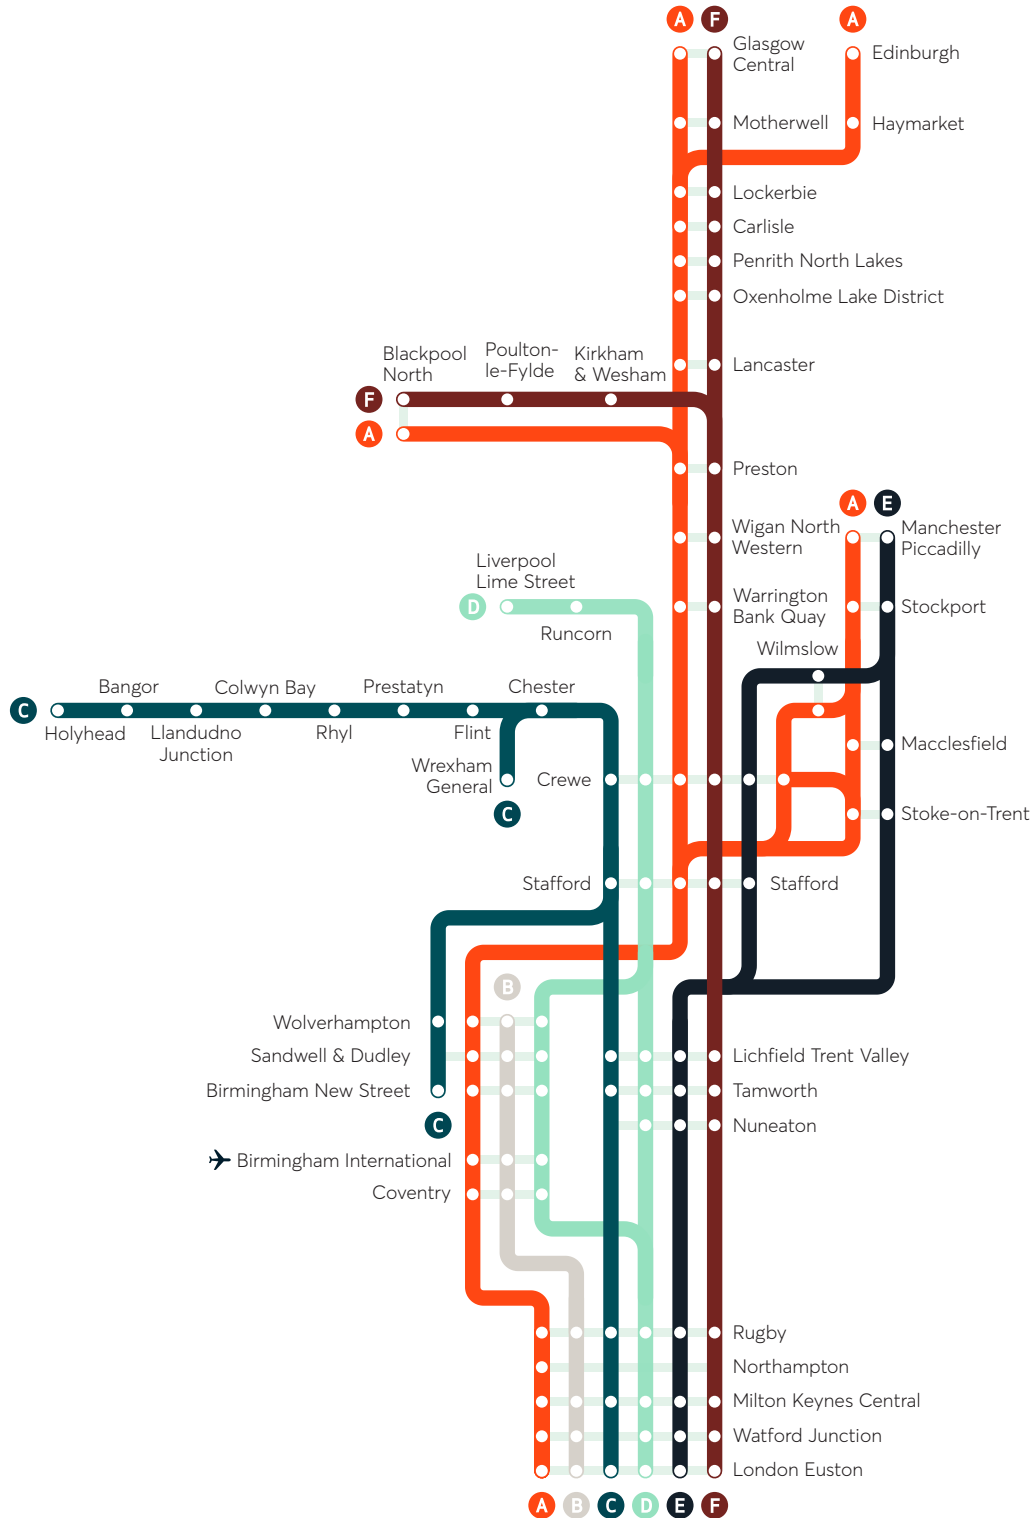 A F A
Glasgow
Central
Edinburgh
Motherwell
Haymarket
Lockerbie
Carlisle
Penrith North Lakes
Oxenholme Lake District
Blackpool
North
Poulton-
le-Fylde
Kirkham
& Wesham
Lancaster
F
A
Preston
A E
Wigan North
Western
Manchester
Piccadilly
Liverpool
Lime Street
D
Warrington
Bank Quay
Stockport
Runcorn
Wilmslow
Bangor
Colwyn Bay
Prestatyn
Chester
C
Holyhead
Llandudno
Junction
Rhyl
Flint
Macclesfield
Wrexham
General
Crewe
C
Stoke-on-Trent
Stafford
Stafford
B
Wolverhampton
Sandwell & Dudley
Lichfield Trent Valley
Birmingham New Street
Tamworth
C
Nuneaton
Birmingham International
Coventry
Rugby
Northampton
Milton Keynes Central
Watford Junction
London Euston
A B C D E F